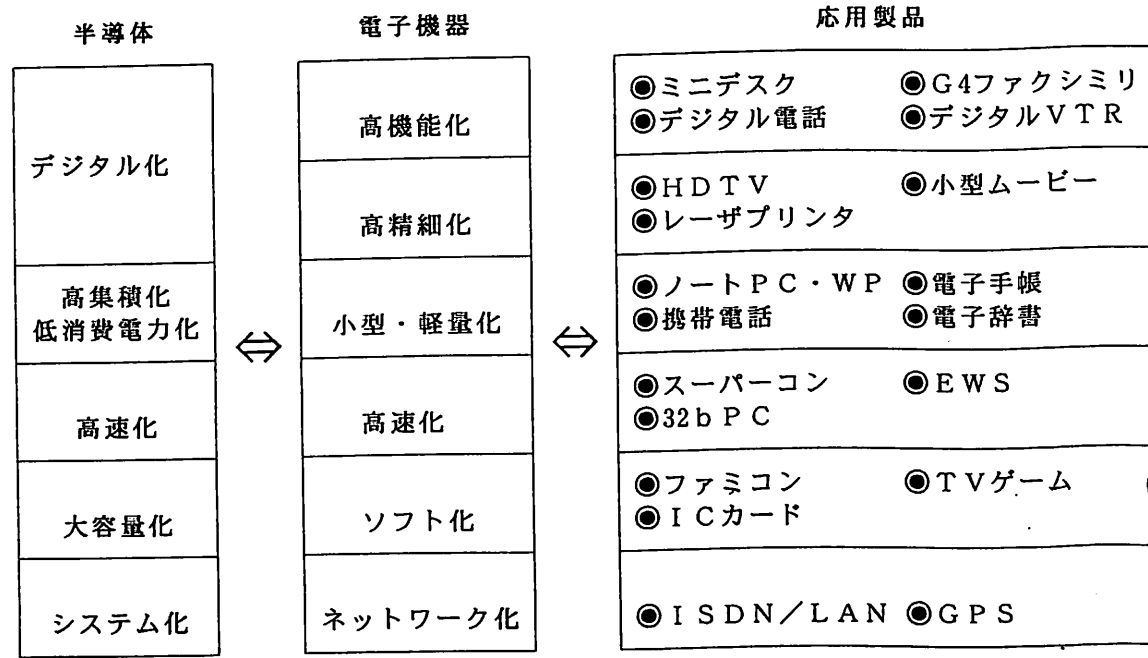 半導体
電子機器
応用製品
デジタル化
高集積化
低消費電力化
高速化
大容量化
システム化
⇔
高機能化
高精細化
小型・軽量化
高速化
ソフト化
ネットワーク化
⇔
◉ミニデスク ◉G4ファクシミリ
◉デジタル電話 ◉デジタルVTR
◉HDTV ◉小型ムービー
◉レーザプリンタ
◉ノートPC・WP ◉電子手帳
◉携帯電話 ◉電子辞書
◉スーパーコン ◉EWS
◉32bPC
◉ファミコン ◉TVゲーム
◉ICカード
◉ISDN/LAN ◉GPS